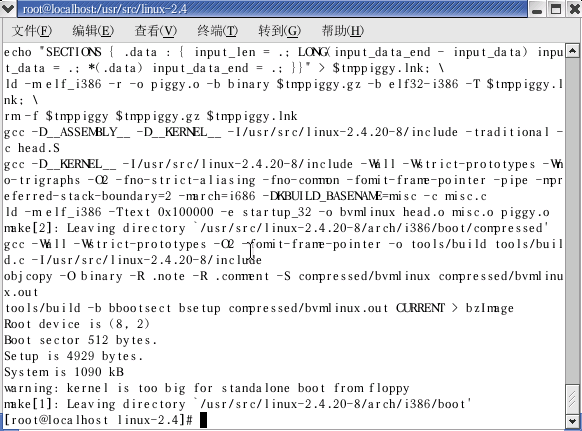 root@localhost:/usr/src/linux-2.4
文件(F) 编辑(E) 查看(V) 终端(T) 转到(G) 帮助(H)
echo "SECTIONS { .data : { input_len = .; LONG(input_data_end - input_data) inpu
t_data = .; *(.data) input_data_end = .; }}" > $tmppiggy.lnk; \
ld -m elf_i386 -r -o piggy.o -b binary $tmppiggy.gz -b elf32-i386 -T $tmppiggy.l
nk; \
rm -f $tmppiggy $tmppiggy.gz $tmppiggy.lnk
gcc -D__ASSEMBLY__ -D__KERNEL__ -I/usr/src/linux-2.4.20-8/include -traditional -
c head.S
gcc -D__KERNEL__ -I/usr/src/linux-2.4.20-8/include -Wall -Wstrict-prototypes -Wn
o-trigraphs -O2 -fno-strict-aliasing -fno-common -fomit-frame-pointer -pipe -mpr
eferred-stack-boundary=2 -march=i686 -DKBUILD_BASENAME=misc -c misc.c
ld -m elf_i386 -Ttext 0x100000 -e startup_32 -o bvmlinux head.o misc.o piggy.o
make[2]: Leaving directory `/usr/src/linux-2.4.20-8/arch/i386/boot/compressed'
gcc -Wall -Wstrict-prototypes -O2 -fomit-frame-pointer -o tools/build tools/buil
d.c -I/usr/src/linux-2.4.20-8/include
objcopy -O binary -R .note -R .comment -S compressed/bvmlinux compressed/bvmlinu
x.out
tools/build -b bbootsect bsetup compressed/bvmlinux.out CURRENT > bzImage
Root device is (8, 2)
Boot sector 512 bytes.
Setup is 4929 bytes.
System is 1090 kB
warning: kernel is too big for standalone boot from floppy
make[1]: Leaving directory `/usr/src/linux-2.4.20-8/arch/i386/boot'
[root@localhost linux-2.4]#